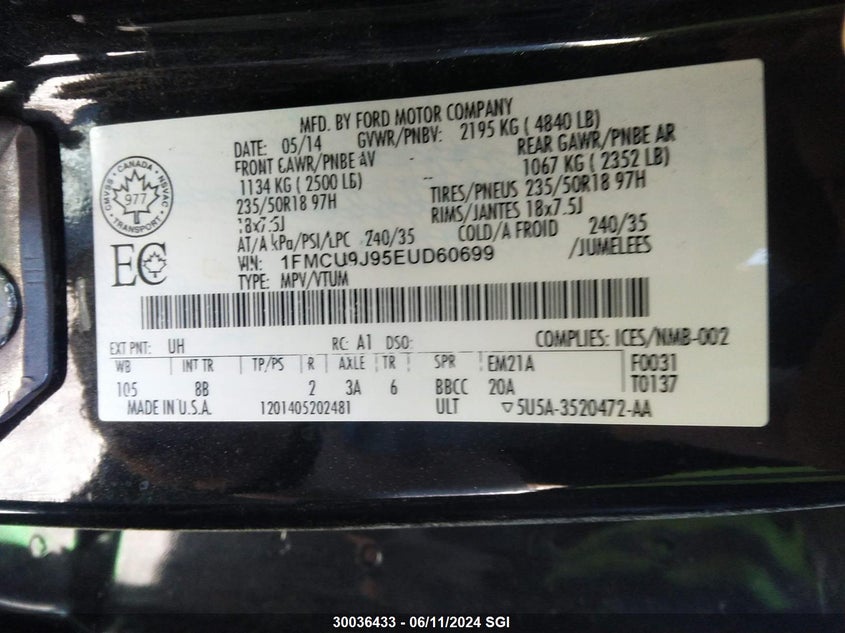 MFD. BY FORD MOTOR COMPANY
DATE: 05/14 GVWR/PNBV: 2195 KG ( 4840 LB)
FRONT GAWR/PNBE AV REAR GAWR/PNBE AR
1134 KG ( 2500 LB) 1067 KG ( 2352 LB)
235/50R18 97H TIRES/PNEUS 235/50R18 97H
18x7.5J RIMS/JANTES 18x7.5J
AT/A kPa/PSI/LPC 240/35 COLD/A FROID 240/35
VIN: 1FMCU9J95EUD60699 /JUMELEES
TYPE: MPV/VTUM
CANADA
CMVSS NSVAC
977
TRANSPORT
EC
EXT PNT: UH RC: A1 DSO: COMPLIES: ICES/NMB-002
WB INT TR TP/PS R AXLE TR SPR EM21A F0031
105 8B 2 3A 6 BBCC 20A T0137
MADE IN U.S.A. 1201405202481 ULT ▽5U5A-3520472-AA
30036433 - 06/11/2024 SGI